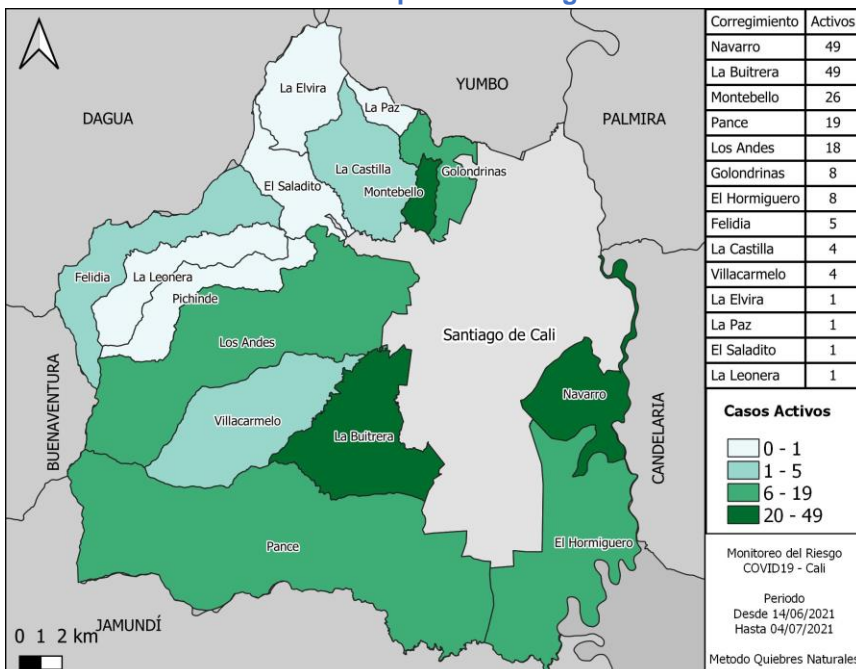 YUMBO
DAGUA
PALMIRA
La Elvira
La Paz
La Castilla
El Saladito
Montebello
Golondrinas
Felidia
La Leonera
Pichinde
Los Andes
Santiago de Cali
Villacarmelo
La Buitrera
Navarro
BUENAVENTURA
CANDELARIA
Pance
El Hormiguero
JAMUNDÍ
0 1 2 km
Corregimiento Activos
Navarro 49
La Buitrera 49
Montebello 26
Pance 19
Los Andes 18
Golondrinas 8
El Hormiguero 8
Felidia 5
La Castilla 4
Villacarmelo 4
La Elvira 1
La Paz 1
El Saladito 1
La Leonera 1
Casos Activos
0 - 1
1 - 5
6 - 19
20 - 49
Monitoreo del Riesgo
COVID19 - Cali
Periodo
Desde 14/06/2021
Hasta 04/07/2021
Metodo Quiebres Naturales